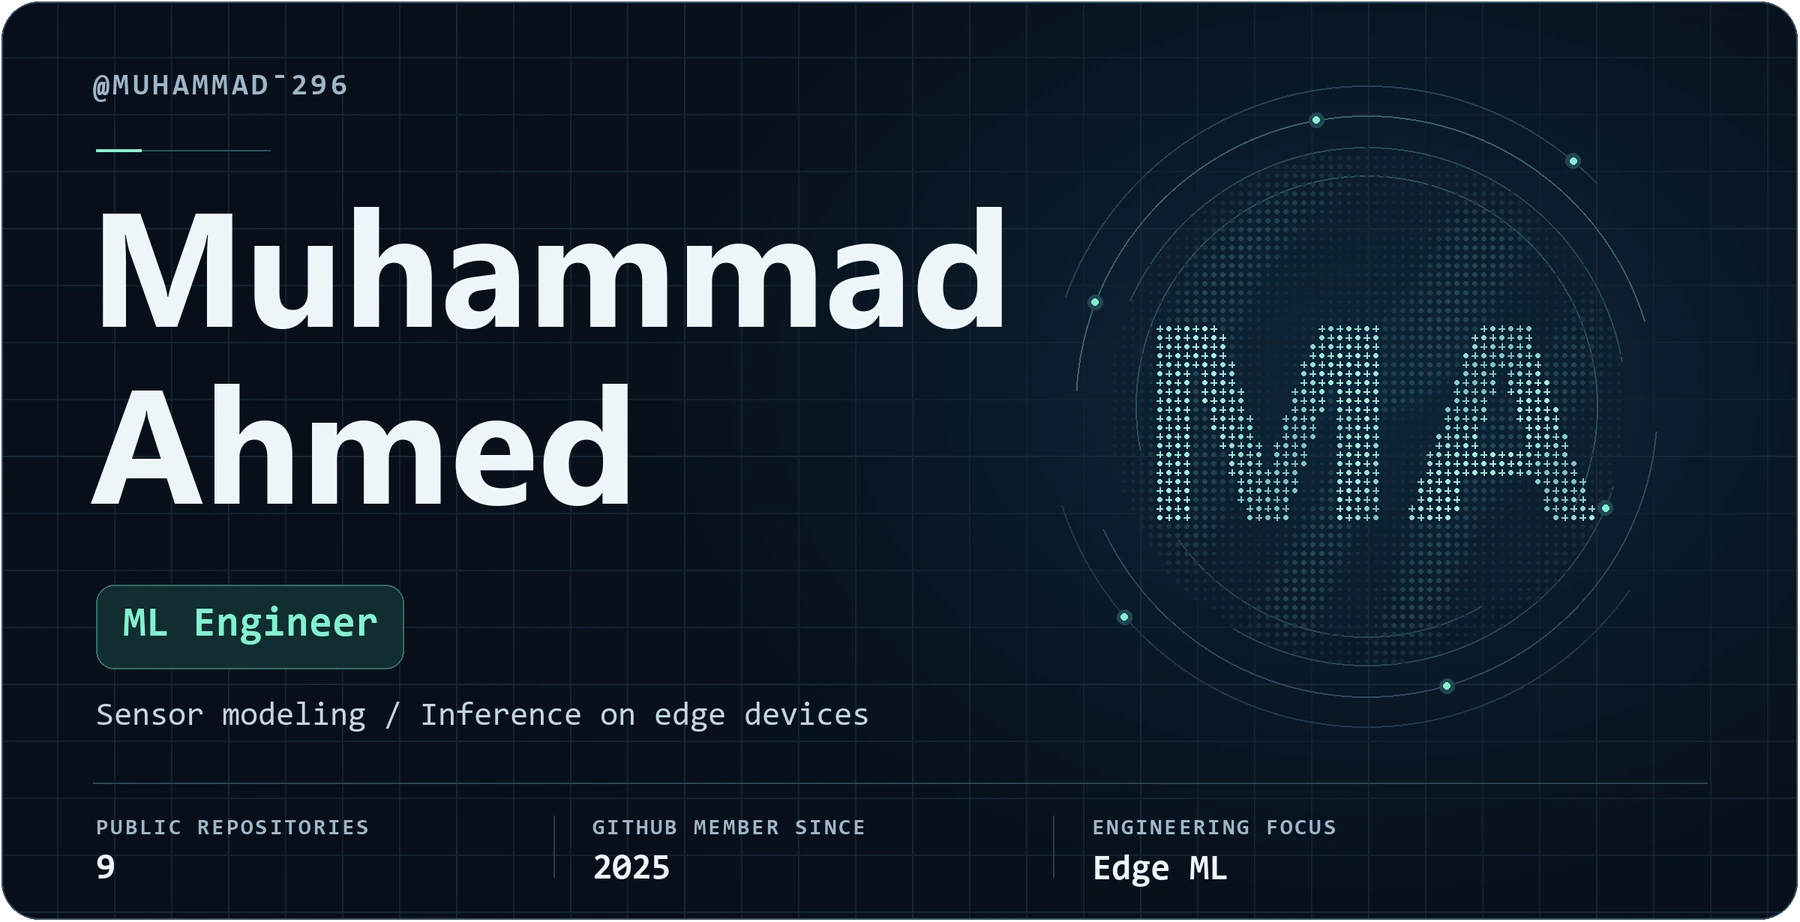 @MUHAMMAD¯296
Muhammad
Ahmed
MA
ML Engineer
Sensor modeling / Inference on edge devices
PUBLIC REPOSITORIES
9
GITHUB MEMBER SINCE
2025
ENGINEERING FOCUS
Edge ML